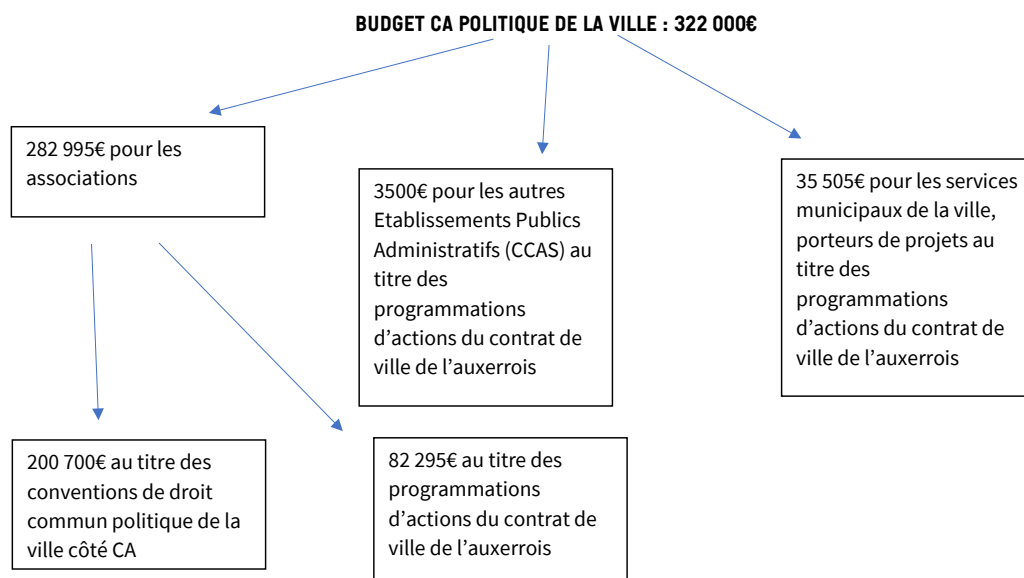 BUDGET CA POLITIQUE DE LA VILLE : 322 000€
282 995€ pour les
associations
3500€ pour les autres
Etablissements Publics
Administratifs (CCAS) au
titre des
programmations
d’actions du contrat de
ville de l’auxerrois
35 505€ pour les services
municipaux de la ville,
porteurs de projets au
titre des
programmations
d’actions du contrat de
ville de l’auxerrois
200 700€ au titre des
conventions de droit
commun politique de la
ville côté CA
82 295€ au titre des
programmations
d’actions du contrat de
ville de l’auxerrois